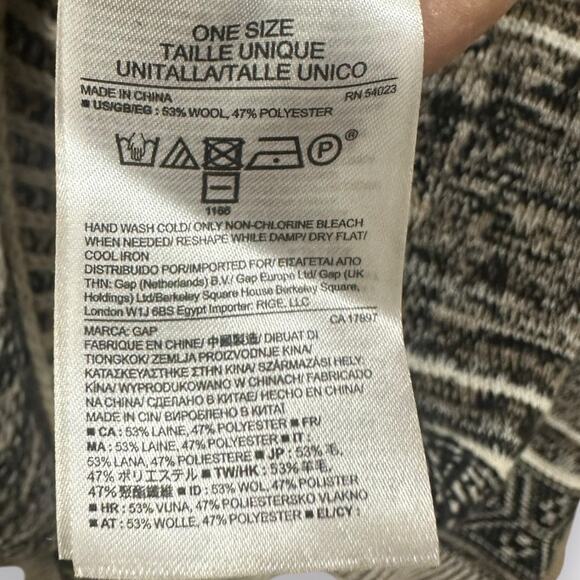 ONE SIZE
TAILLE UNIQUE
UNITALLA/TALLE UNICO
MADE IN CHINA RN 54023
■ US/GB/EG : 53% WOOL, 47% POLYESTER
P ®
1166
HAND WASH COLD/ ONLY NON-CHLORINE BLEACH
WHEN NEEDED/ RESHAPE WHILE DAMP/ DRY FLAT/
COOL IRON
DISTRIBUIDO POR/IMPORTED FOR/ ΕΙΣΑΓΕΤΑΙ ΑΠΟ
ΤΗΝ: Gap (Netherlands) B.V./ Gap Europe Ltd/ Gap (UK
Holdings) Ltd/Berkeley Square House Berkeley Square,
London W1J 6BS Egypt Importer: RIGE, LLC
CA 17897
MARCA: GAP
FABRIQUE EN CHINE/ 中國製造/ DIBUAT DI
TIONGKOK/ ZEMLJA PROIZVODNJE KINA/
ΚΑΤΑΣΚΕΥΑΣΤΗΚΕ ΣΤΗΝ ΚΙΝΑ/ SZÁRMAZÁSI HELY:
KÍNA/ WYPRODUKOWANO W CHINACH/ FABRICADO
NA CHINA/ СДЕЛАНО В КИТАЕ/ HECHO EN CHINA/
MADE IN CIN/ ВИРОБЛЕНО В КИТАЇ
■ CA : 53% LAINE, 47% POLYESTER ■ FR/
MA : 53% LAINE, 47% POLYESTER ■ IT :
53% LANA, 47% POLIESTERE ■ JP : 53% 毛,
47% ポリエステル ■ TW/HK : 53% 羊毛,
47% 聚酯纖維 ■ ID : 53% WOL, 47% POLISTER
■ HR : 53% VUNA, 47% POLIESTERSKO VLAKNO
■ AT : 53% WOLLE, 47% POLYESTER ■ EL/CY :